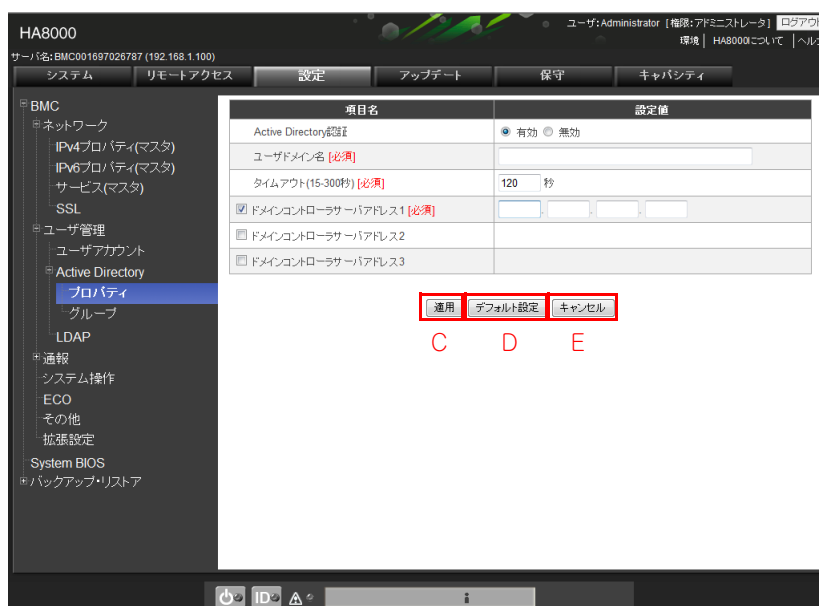 HA8000
ユーザ:Administrator [権限:アドミニストレータ] ログアウ
環境 | HA8000について | ヘル
サーバ名:BMC001697026787 (192.168.1.100)
システム リモートアクセス 設定 アップデート 保守 キャパシティ
BMC
ネットワーク
IPv4プロパティ(マスタ)
IPv6プロパティ(マスタ)
サービス(マスタ)
SSL
ユーザ管理
ユーザアカウント
Active Directory
プロパティ
グループ
LDAP
通報
システム操作
ECO
その他
拡張設定
System BIOS
バックアップ・リストア
項目名 設定値
Active Directory認証 有効 無効
ユーザドメイン名 [必須]
タイムアウト(15-300秒) [必須] 120 秒
ドメインコントローラサーバアドレス1 [必須] . . .
ドメインコントローラサーバアドレス2
ドメインコントローラサーバアドレス3
適用 デフォルト設定 キャンセル
C D E
ID